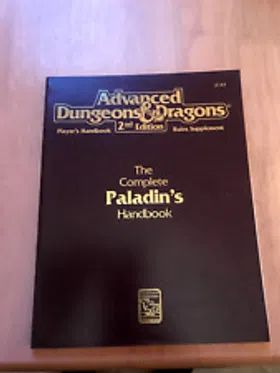 Advanced
Dungeons & Dragons®
2nd Edition
Player's Handbook Rules Supplement
The
Complete
Paladin's
Handbook